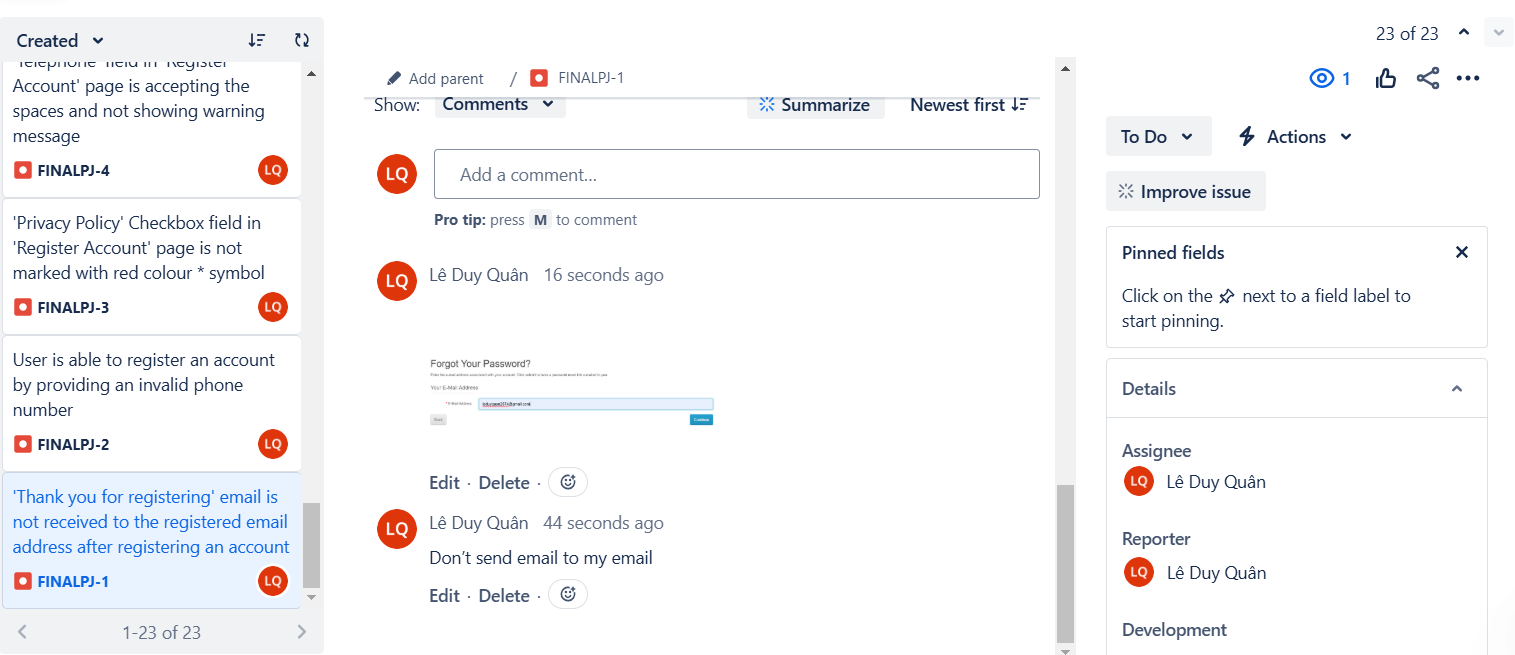 Created
'Telephone' field in 'Register
Account' page is accepting the
spaces and not showing warning
message
FINALPJ-4
LQ
'Privacy Policy' Checkbox field in
'Register Account' page is not
marked with red colour * symbol
FINALPJ-3
LQ
User is able to register an account
by providing an invalid phone
number
FINALPJ-2
LQ
'Thank you for registering' email is
not received to the registered email
address after registering an account
FINALPJ-1
LQ
1-23 of 23
Add parent / FINALPJ-1
Show: Comments Summarize Newest first
LQ
Add a comment…
Pro tip: press M to comment
LQ
Lê Duy Quân 16 seconds ago
Forgot Your Password?
Your E-Mail Address
* E-Mail Address
Continue
Edit · Delete ·
LQ
Lê Duy Quân 44 seconds ago
Don’t send email to my email
Edit · Delete ·
23 of 23
1
To Do
Actions
Improve issue
Pinned fields
Click on the next to a field label to
start pinning.
Details
Assignee
LQ Lê Duy Quân
Reporter
LQ Lê Duy Quân
Development